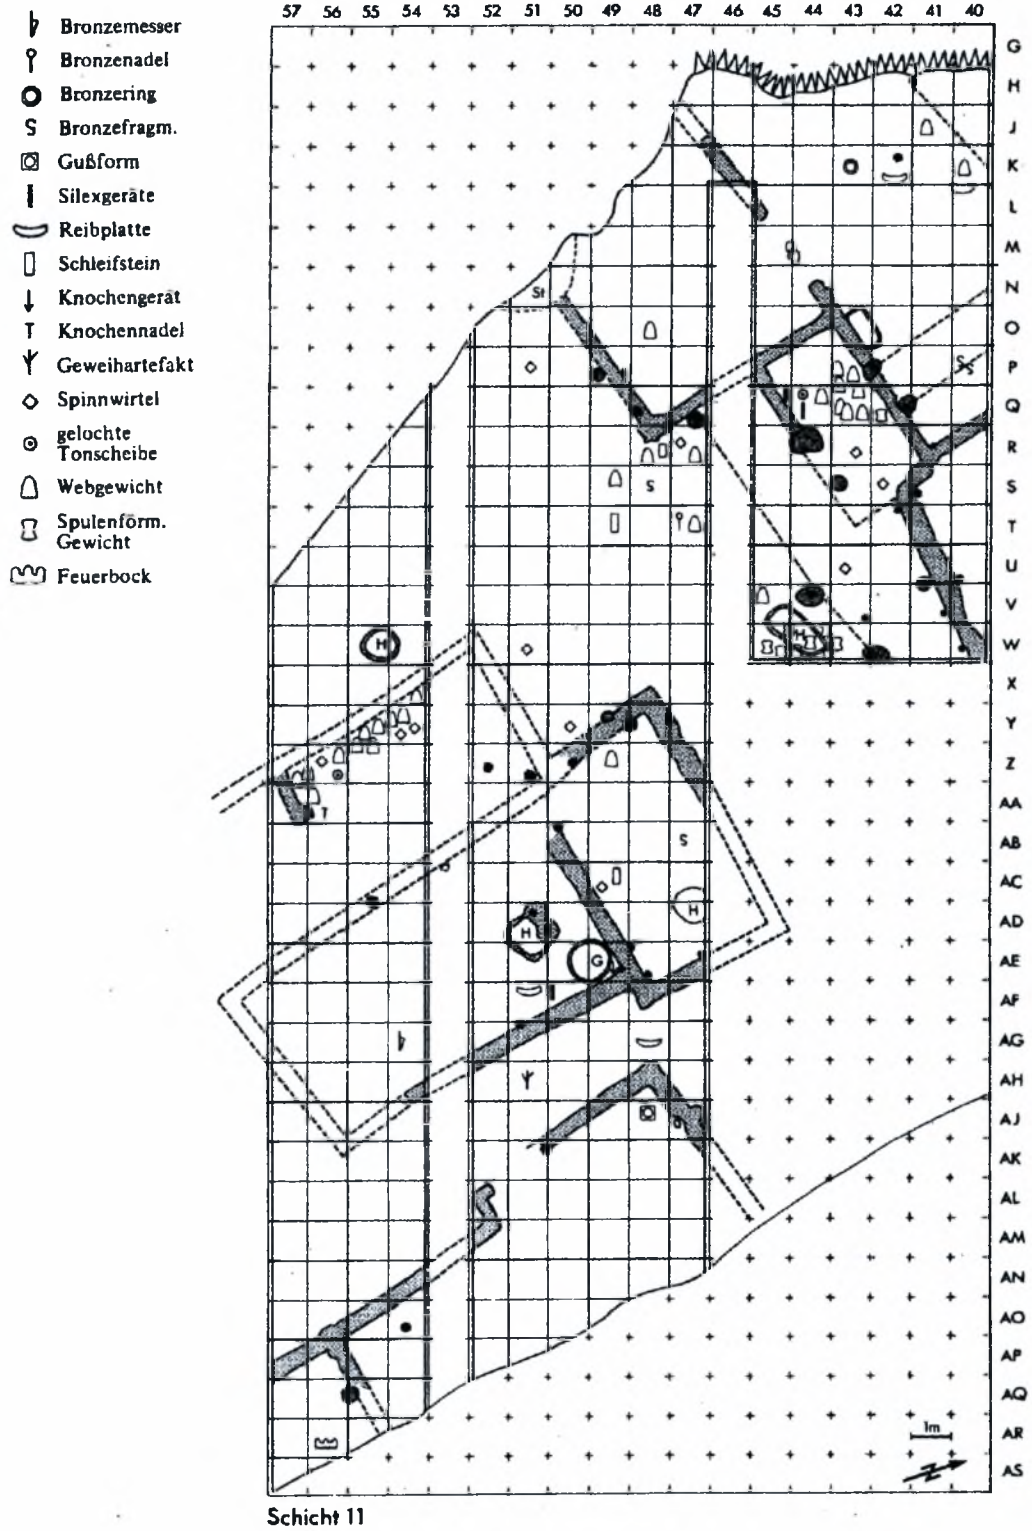 57 56 55 54 53 52 51 50 49 48 47 46 45 44 43 42 41 40
Bronzemesser
Bronzenadel
Bronzering
S Bronzefragm.
Gußform
Silexgeräte
Reibplatte
Schleifstein
Knochengerät
T Knochennadel
Geweihartefakt
Spinnwirtel
gelochte
Tonscheibe
Webgewicht
Spulenförm.
Gewicht
Feuerbock
G
H
J
K
L
M
N
O
P
Q
R
S
T
U
V
W
X
Y
Z
AA
AB
AC
AD
AE
AF
AG
AH
AJ
AK
AL
AM
AN
AO
AP
AQ
AR
AS
St
S
S
H
H
T
S
H
H
G
1m
Z
Schicht 11